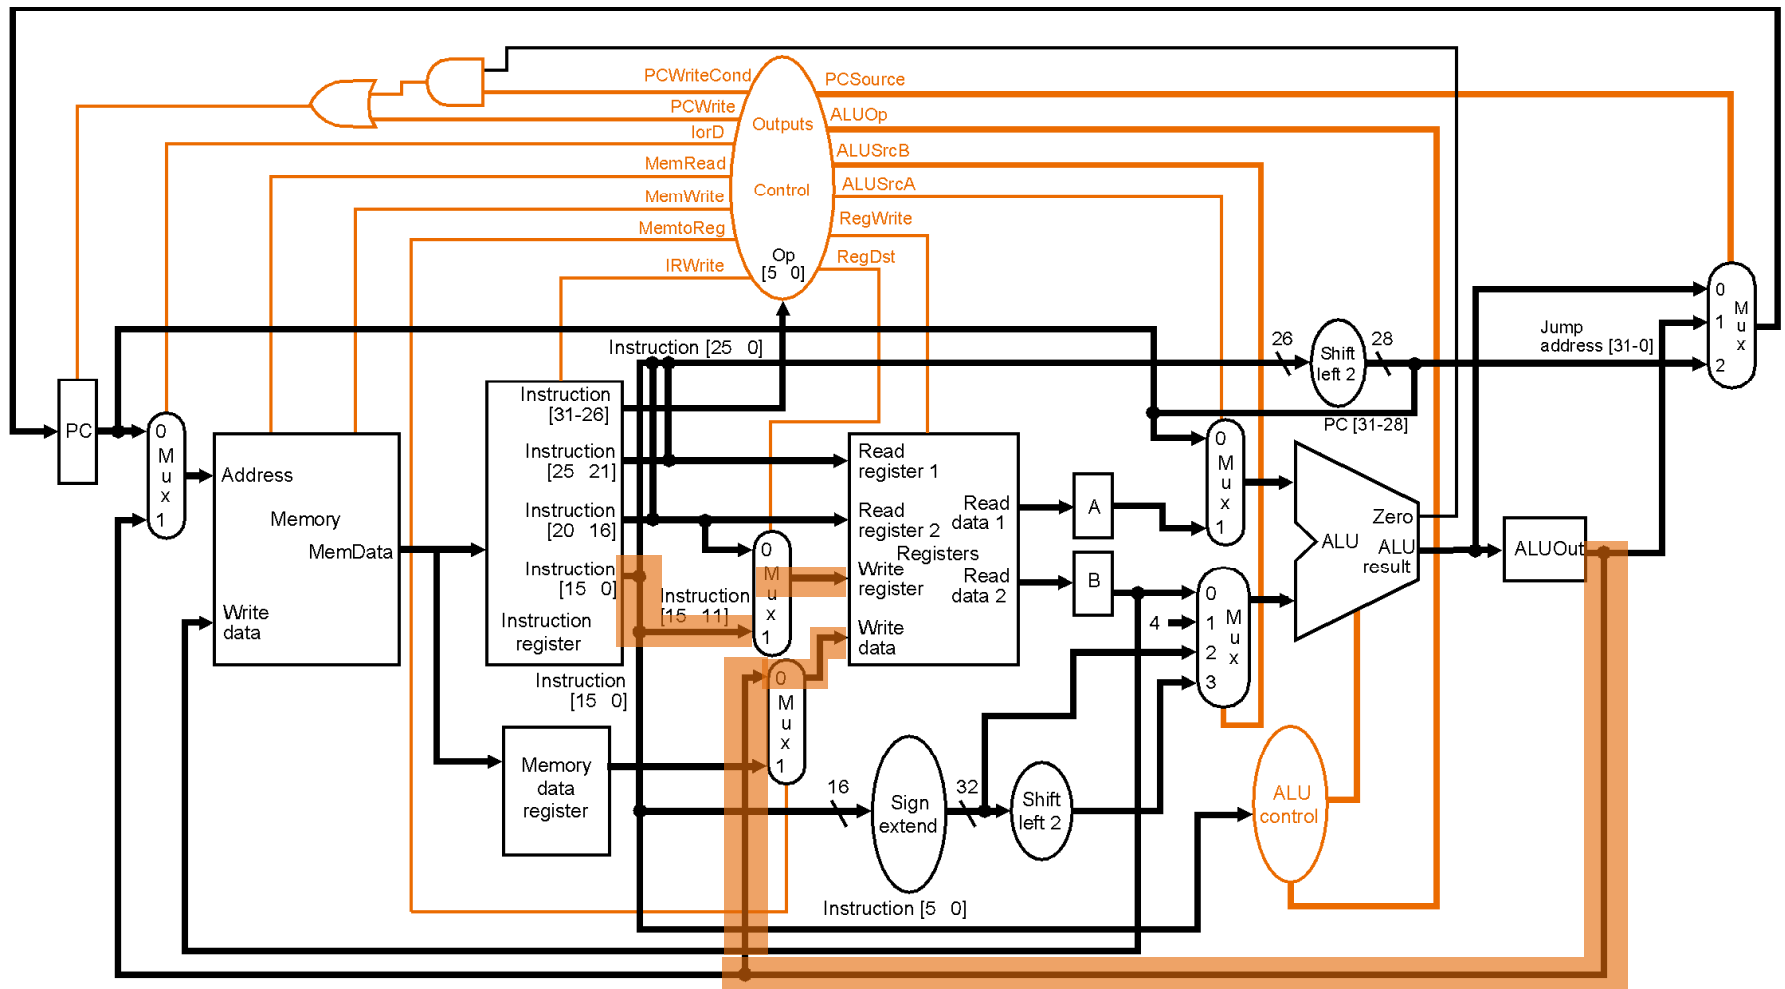 PCWriteCond
PCSource
PCWrite
ALUOp
Outputs
IorD
ALUSrcB
MemRead
ALUSrcA
Control
MemWrite
RegWrite
MemtoReg
Op
[5 0]
RegDst
IRWrite
0
M
u
x
1
2
Jump
address [31-0]
Instruction [25 0]
26
Shift
left 2
28
PC [31-28]
PC
0
M
u
x
1
Address
Memory
MemData
Write
data
Instruction
[31-26]
Instruction
[25 21]
Instruction
[20 16]
Instruction
[15 0]
Instruction
register
Instruction
[15 11]
0
M
u
x
1
Read
register 1
Read
register 2
Registers
Write
register
Write
data
Read
data 1
Read
data 2
A
B
0
M
u
x
1
4
0
1
2
3
M
u
x
Zero
ALU
ALU
result
ALUOut
Instruction
[15 0]
Memory
data
register
0
M
u
x
1
16
Sign
extend
32
Shift
left 2
ALU
control
Instruction [5 0]